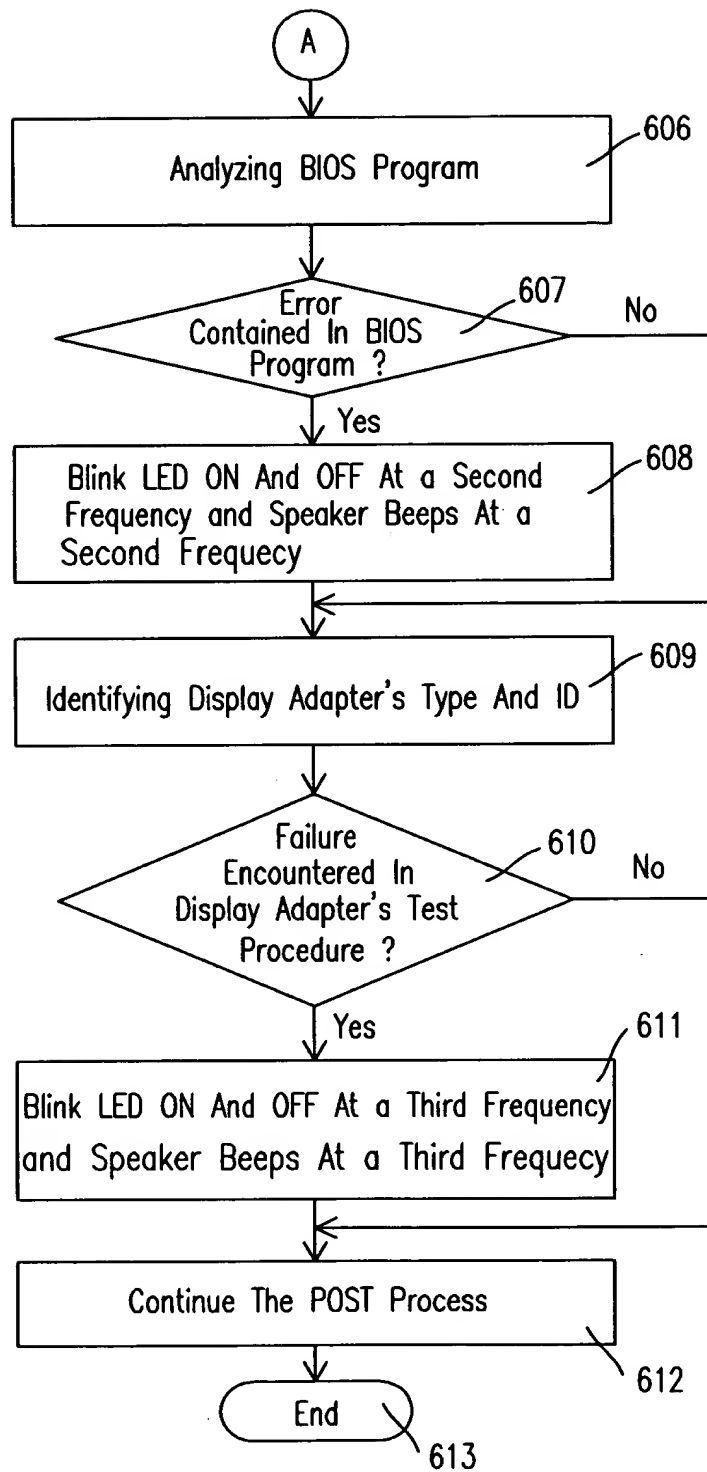 A
606
Analyzing BIOS Program
607
Error
Contained In BIOS
Program ?
No
Yes
608
Blink LED ON And OFF At a Second
Frequency and Speaker Beeps At a
Second Frequecy
609
Identifying Display Adapter's Type And ID
610
Failure
Encountered In
Display Adapter's Test
Procedure ?
No
Yes
611
Blink LED ON And OFF At a Third Frequency
and Speaker Beeps At a Third Frequecy
Continue The POST Process
612
End
613